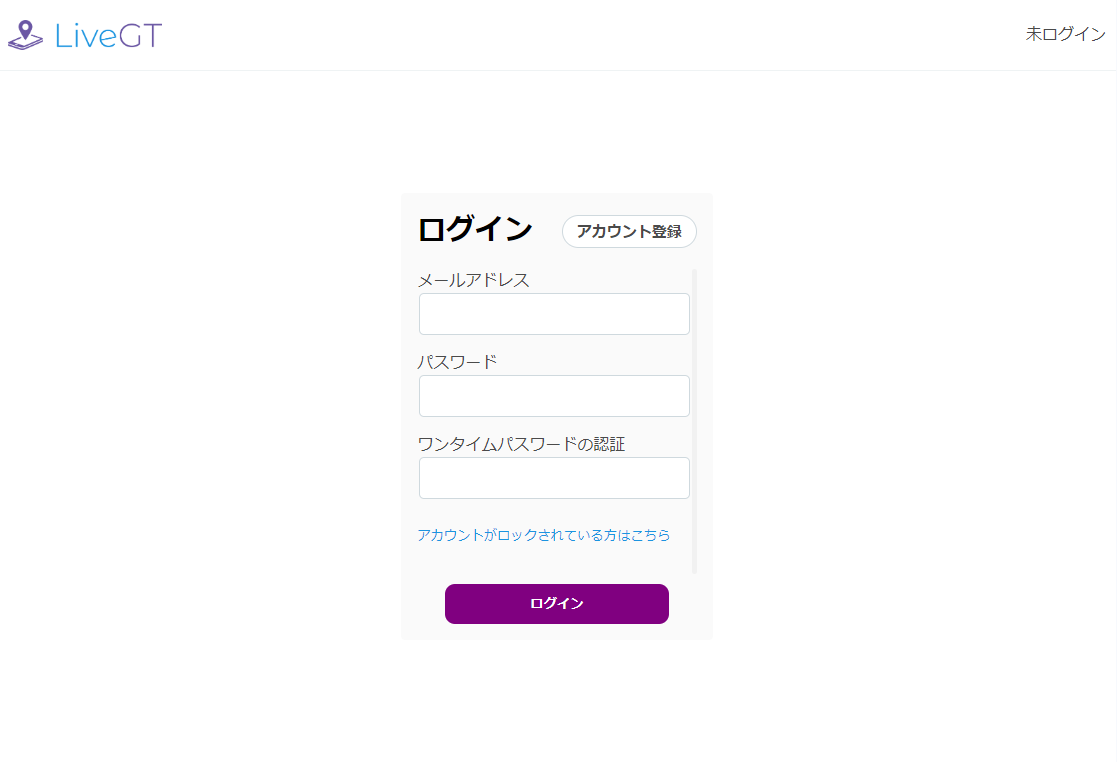 LiveGT
未ログイン
ログイン
アカウント登録
メールアドレス
パスワード
ワンタイムパスワードの認証
アカウントがロックされている方はこちら
ログイン